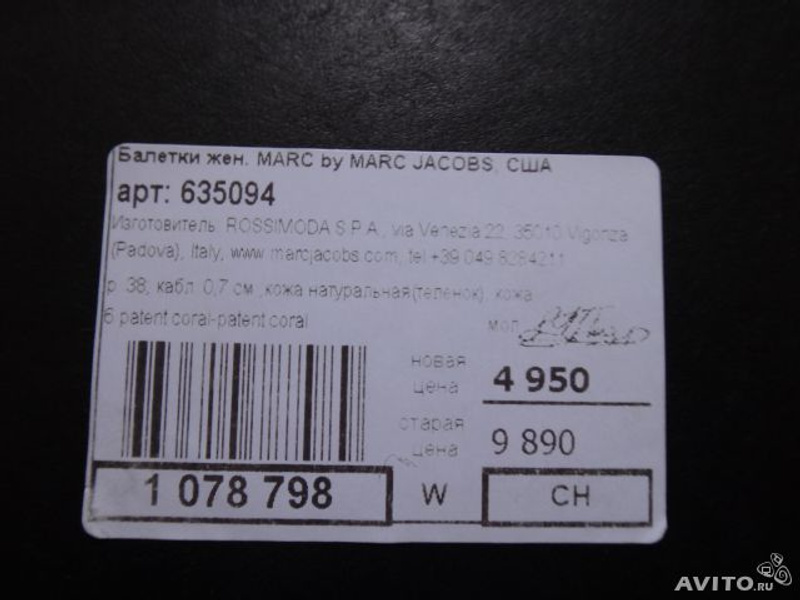 Балетки жен. MARC by MARC JACOBS, США
арт: 635094
Изготовитель: ROSSIMODA S.P.A., via Venezia 22, 35010 Vigonza
(Padova), Italy, www.marcjacobs.com, tel +39 049 8284211
р. 38, кабл. 0,7 см ,кожа натуральная(теленок), кожа
6 patent coral-patent coral
мол
новая цена 4 950
старая цена 9 890
1 078 798 W CH
AVITO.ru